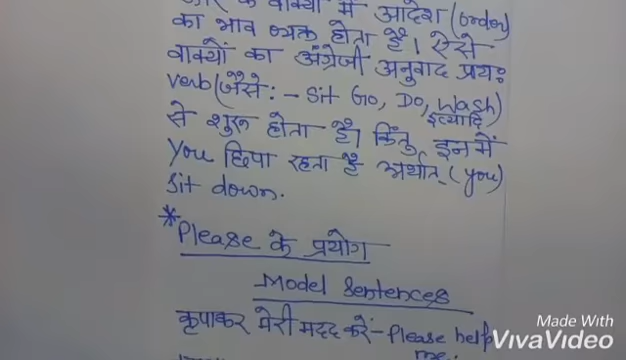 के वाक्यों में आदेश (order)
का भाव व्यक्त होता है। ऐसे
वाक्यों का अंग्रेजी अनुवाद प्रय:
verb (जैसे:- Sit Go, Do, Wash)
इत्यादि
से शुरू होता है। किंतु इनमें
You छिपा रहता है अर्थात् (you)
sit down.
*Please के प्रयोग
Model Sentences
कृपाकर मेरी मदद करें - Please help
me.
Made With
VivaVideo